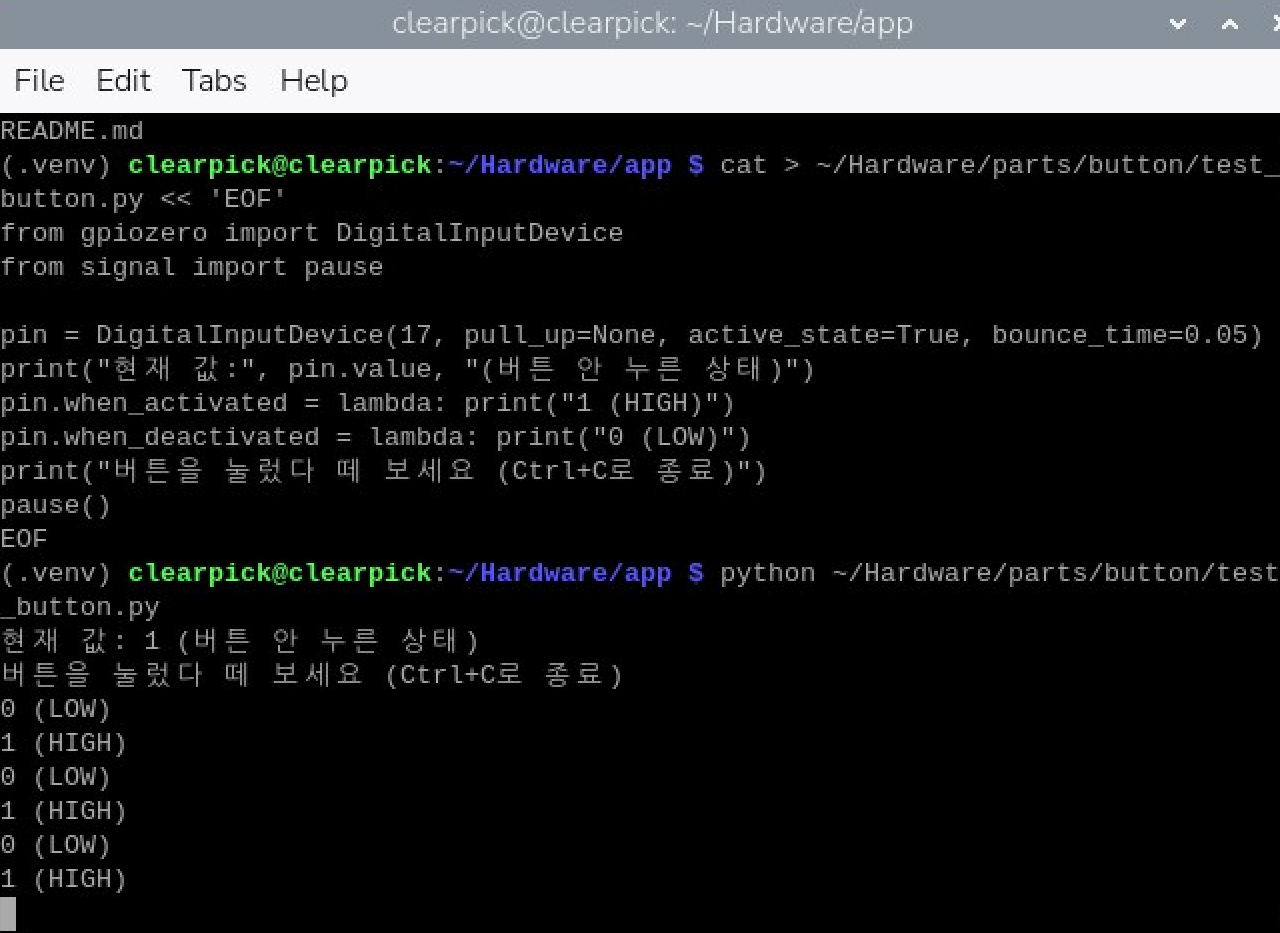 clearpick@clearpick: ~/Hardware/app
File Edit Tabs Help
README.md
(.venv) clearpick@clearpick:~/Hardware/app $ cat > ~/Hardware/parts/button/test_
button.py << 'EOF'
from gpiozero import DigitalInputDevice
from signal import pause
pin = DigitalInputDevice(17, pull_up=None, active_state=True, bounce_time=0.05)
print("현재 값:", pin.value, "(버튼 안 누른 상태)")
pin.when_activated = lambda: print("1 (HIGH)")
pin.when_deactivated = lambda: print("0 (LOW)")
print("버튼을 눌렀다 떼 보세요 (Ctrl+C로 종료)")
pause()
EOF
(.venv) clearpick@clearpick:~/Hardware/app $ python ~/Hardware/parts/button/test
_button.py
현재 값: 1 (버튼 안 누른 상태)
버튼을 눌렀다 떼 보세요 (Ctrl+C로 종료)
0 (LOW)
1 (HIGH)
0 (LOW)
1 (HIGH)
0 (LOW)
1 (HIGH)